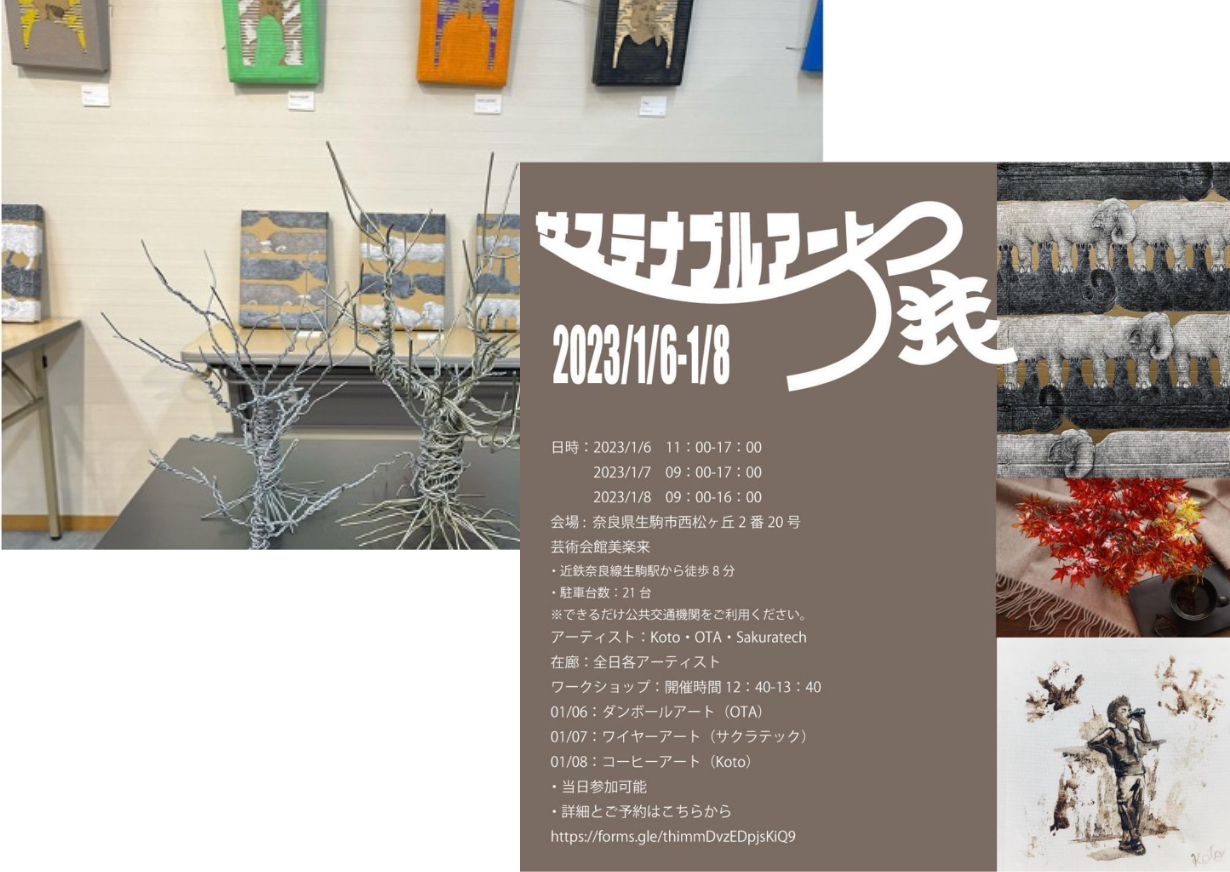 サステナブルアート展
2023/1/6-1/8
日時：2023/1/6　11：00-17：00
2023/1/7　09：00-17：00
2023/1/8　09：00-16：00
会場：奈良県生駒市西松ヶ丘2番20号
芸術会館美楽来
・近鉄奈良線生駒駅から徒歩8分
・駐車台数：21台
※できるだけ公共交通機関をご利用ください。
アーティスト：Koto・OTA・Sakuratech
在廊：全日各アーティスト
ワークショップ：開催時間12：40-13：40
01/06：ダンボールアート（OTA）
01/07：ワイヤーアート（サクラテック）
01/08：コーヒーアート（Koto）
・当日参加可能
・詳細とご予約はこちらから
https://forms.gle/thimmDvzEDpjsKiQ9
Koto